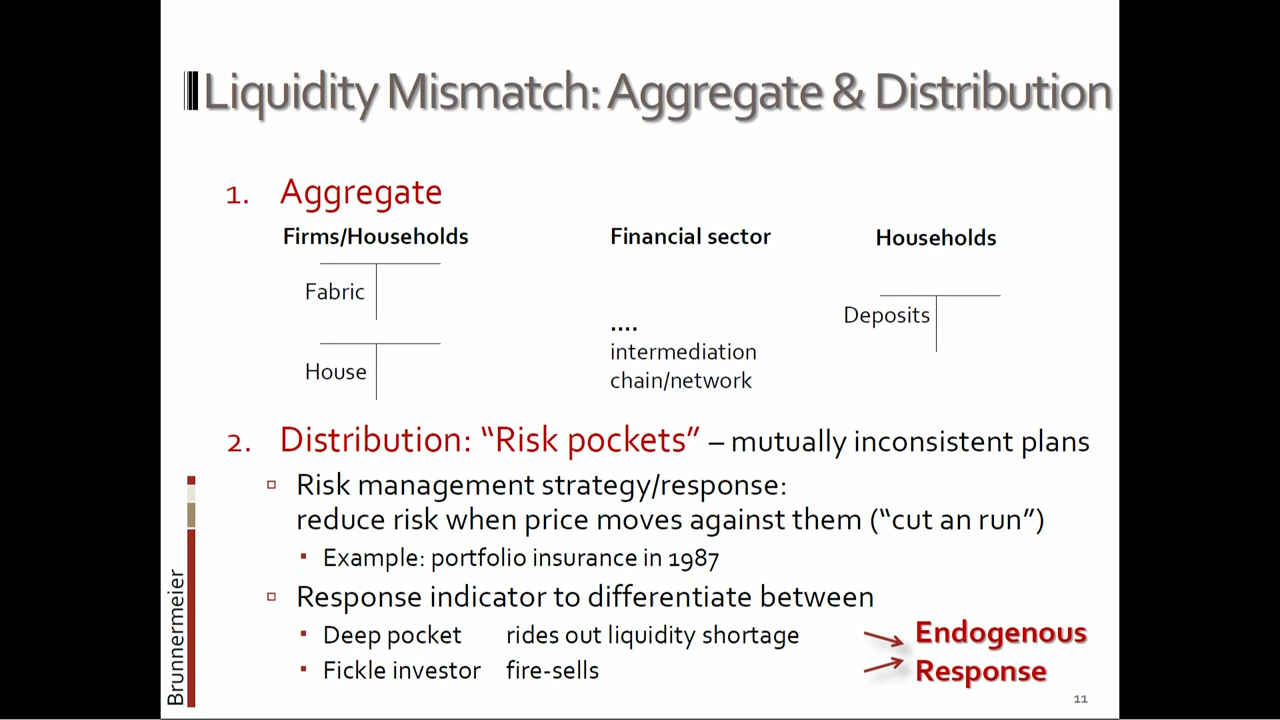 Liquidity Mismatch: Aggregate & Distribution
1. Aggregate
Firms/Households Financial sector Households
Fabric
Deposits
....
intermediation
House
chain/network
2. Distribution: “Risk pockets” – mutually inconsistent plans
Risk management strategy/response:
reduce risk when price moves against them (“cut an run”)
Example: portfolio insurance in 1987
Response indicator to differentiate between
Deep pocket rides out liquidity shortage
Fickle investor fire-sells
Endogenous
Response
Brunnermeier
11